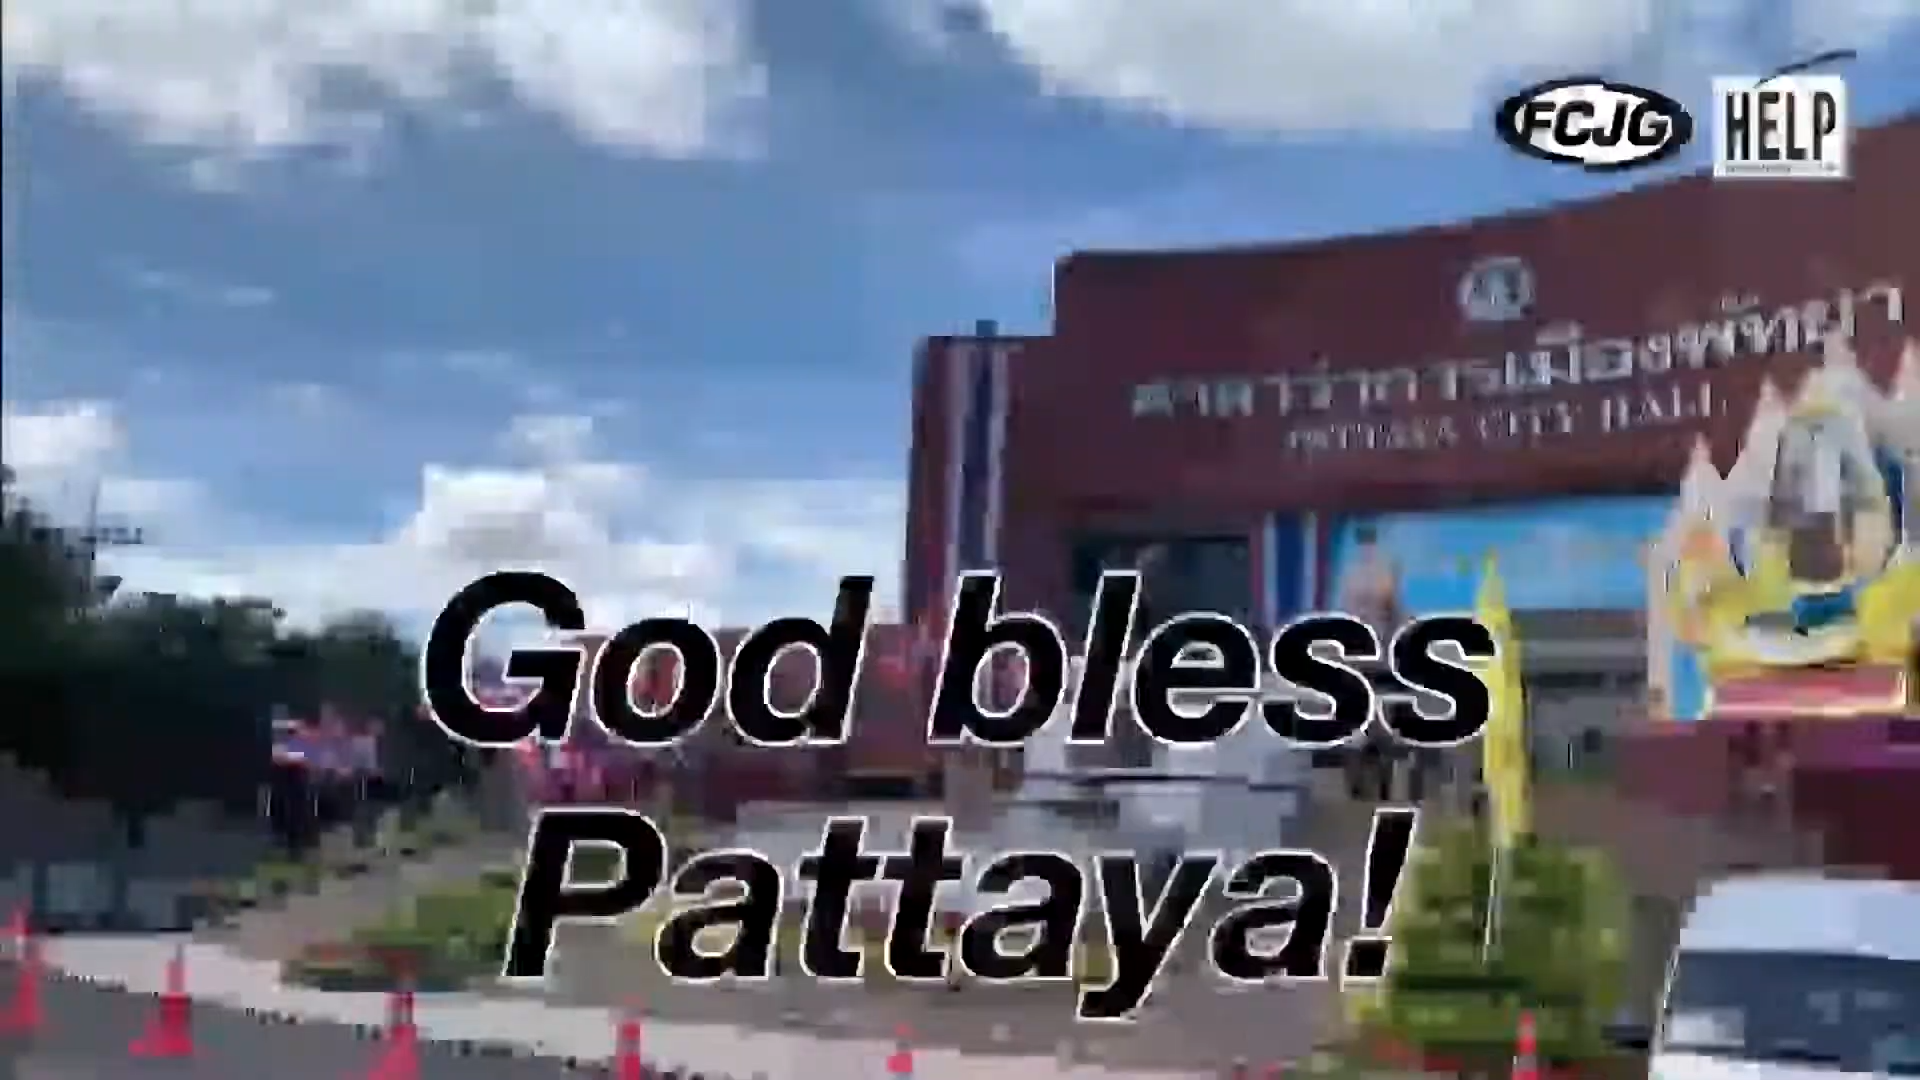 FCJG
HELP
ศาลาว่าการเมืองพัทยา
PATTAYA CITY HALL
God bless
Pattaya!